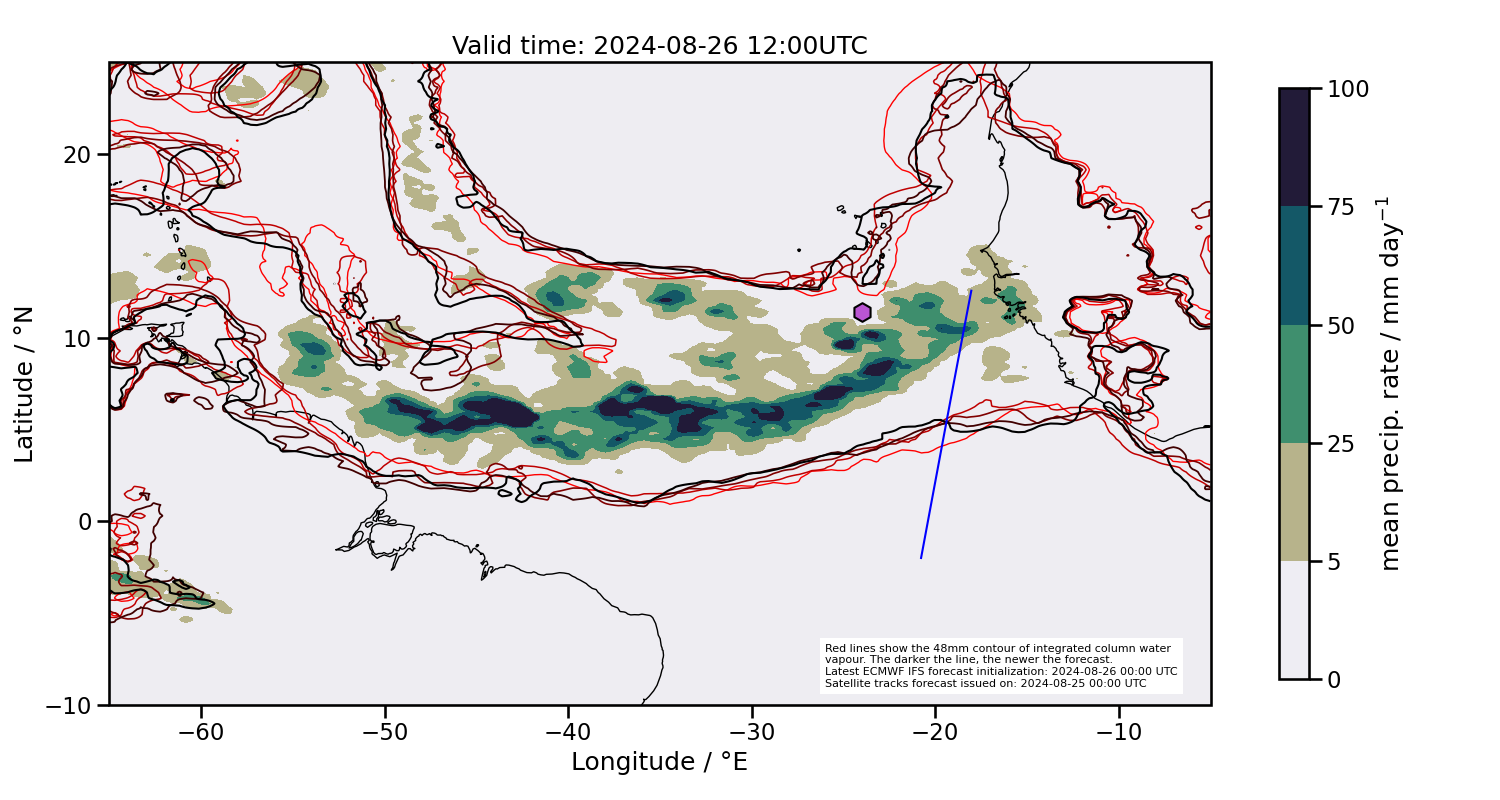 Valid time: 2024-08-26 12:00UTC
Latitude / °N
20
10
0
−10
−60
−50
−40
−30
−20
−10
Longitude / °E
Red lines show the 48mm contour of integrated column water
vapour. The darker the line, the newer the forecast.
Latest ECMWF IFS forecast initialization: 2024-08-26 00:00 UTC
Satellite tracks forecast issued on: 2024-08-25 00:00 UTC
100
75
50
25
5
0
mean precip. rate / mm day⁻¹